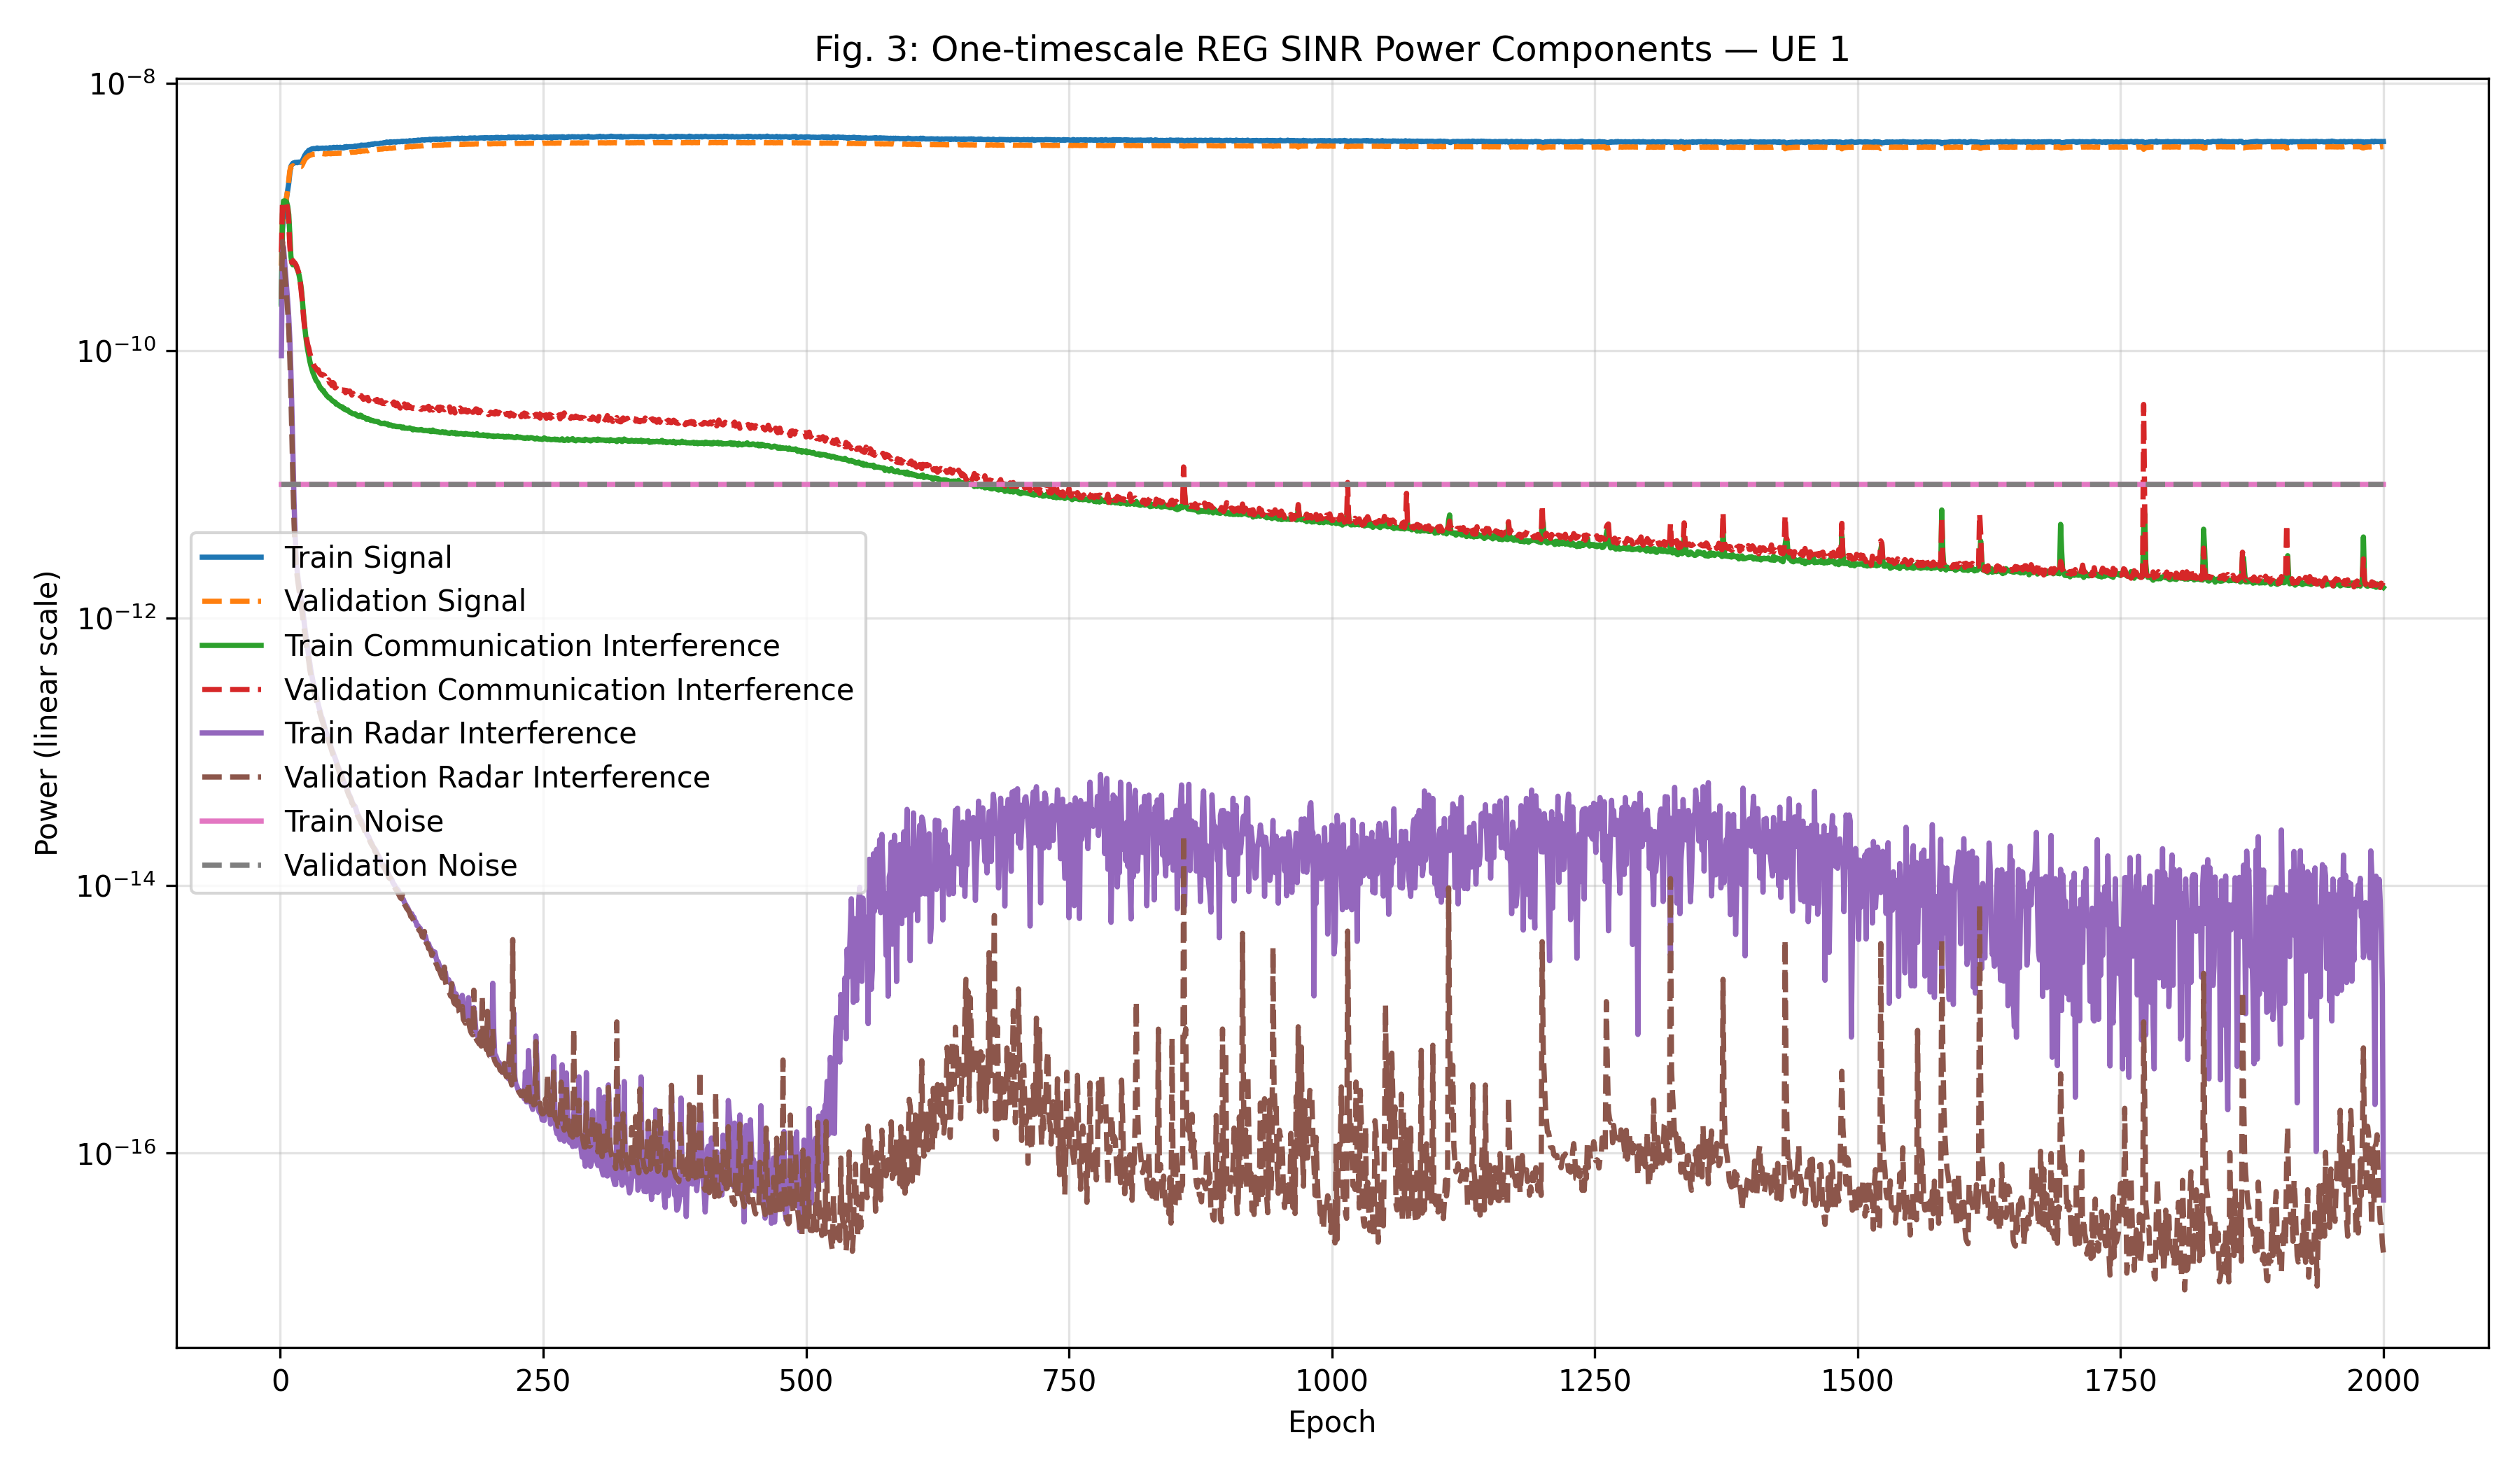 Fig. 3: One-timescale REG SINR Power Components — UE 1
Power (linear scale)
10⁻⁸
10⁻¹⁰
10⁻¹²
10⁻¹⁴
10⁻¹⁶
Train Signal
Validation Signal
Train Communication Interference
Validation Communication Interference
Train Radar Interference
Validation Radar Interference
Train Noise
Validation Noise
0 250 500 750 1000 1250 1500 1750 2000
Epoch